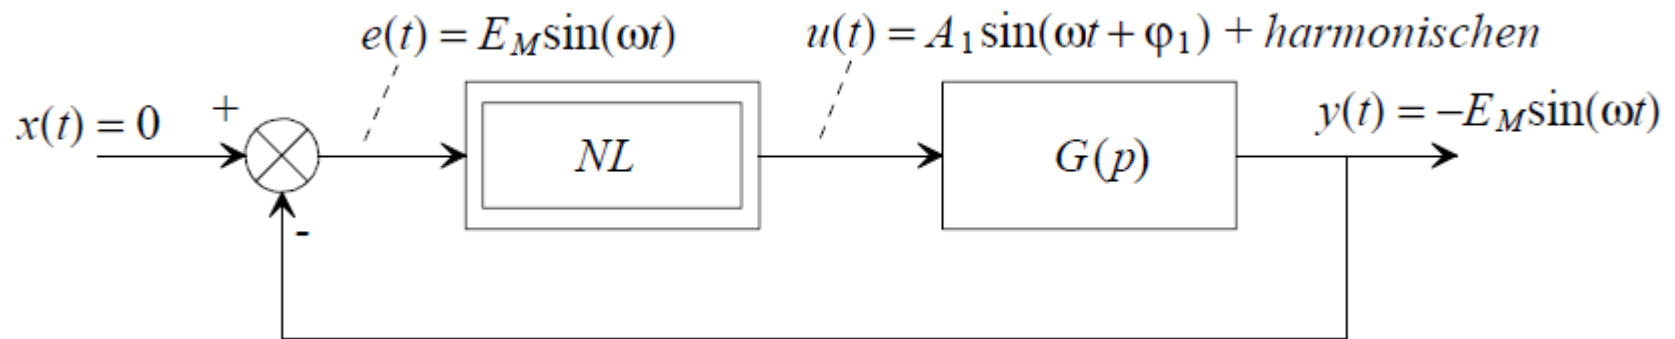 e(t) = E_M sin(ωt)
u(t) = A_1 sin(ωt + φ_1) + harmonischen
x(t) = 0
+
NL
G(p)
y(t) = −E_M sin(ωt)
-